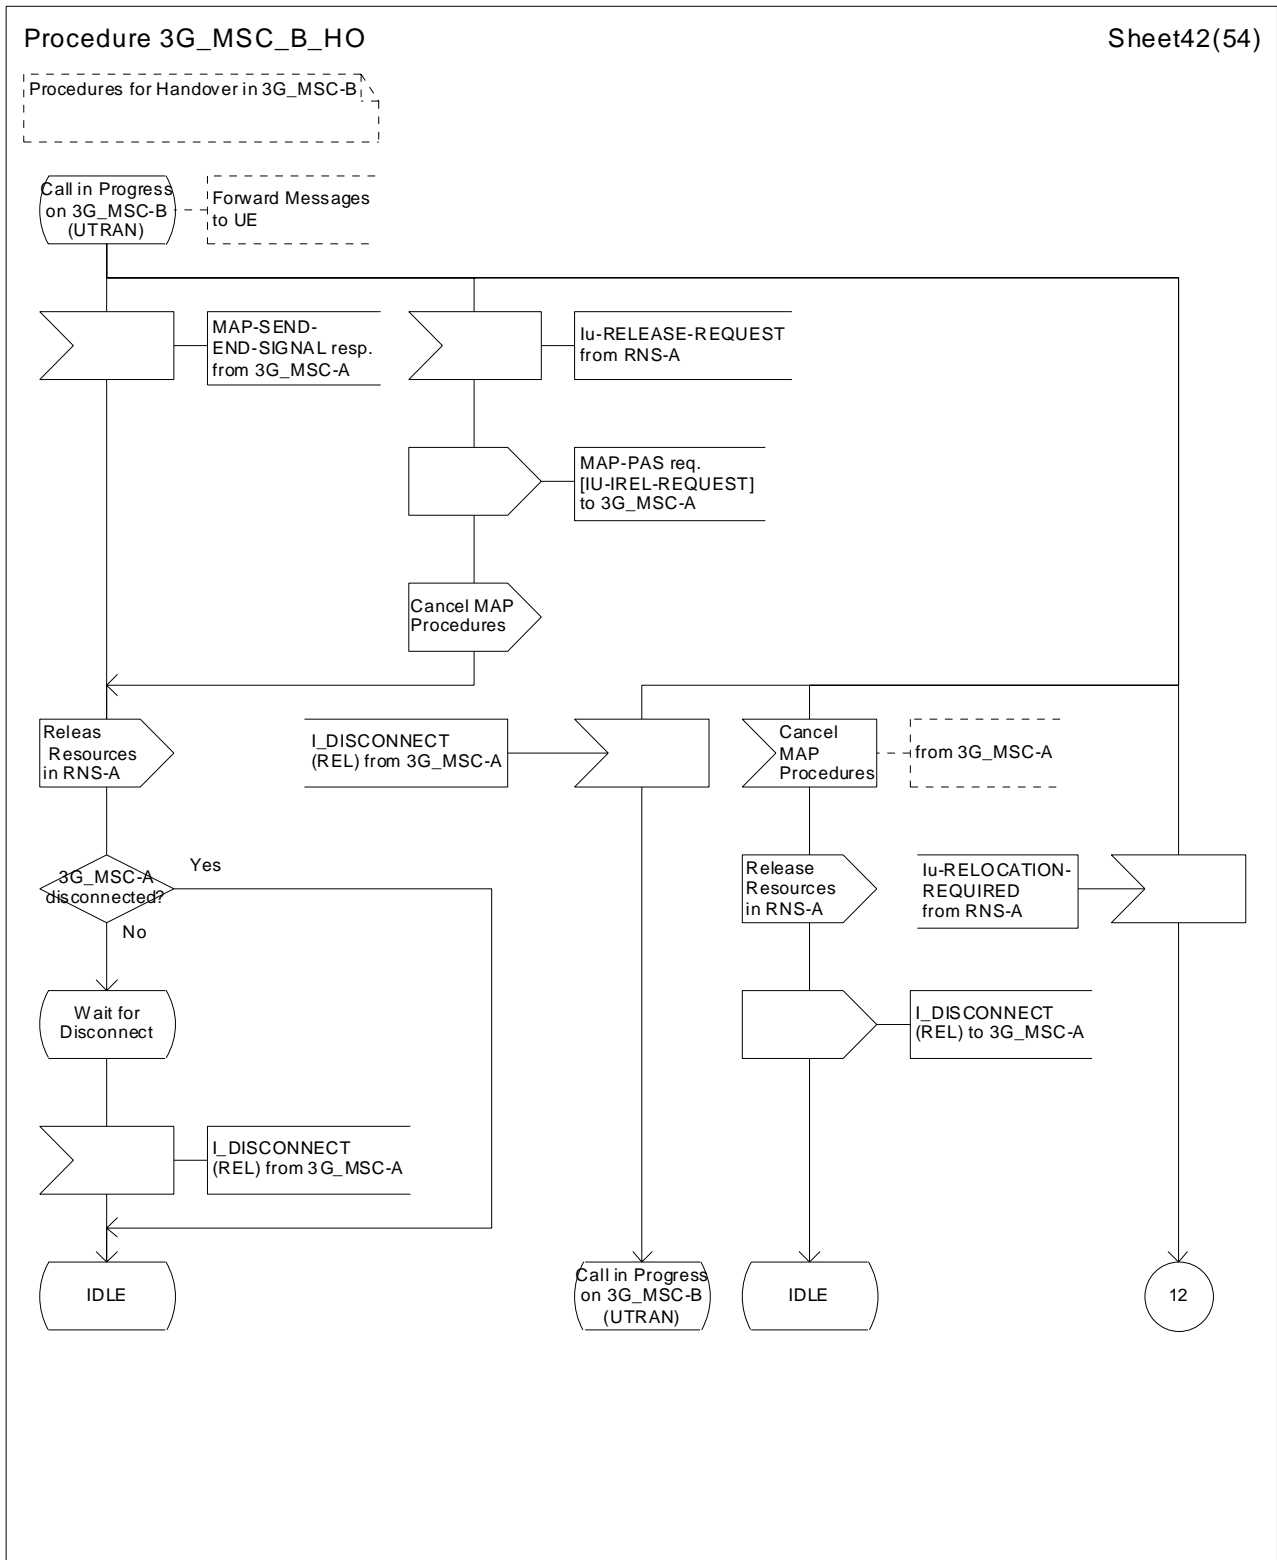 Procedure 3G_MSC_B_HO
Sheet42(54)
Procedures for Handover in 3G_MSC-B
Call in Progress
on 3G_MSC-B
(UTRAN)
Forward Messages
to UE
MAP-SEND-
END-SIGNAL resp.
from 3G_MSC-A
Iu-RELEASE-REQUEST
from RNS-A
MAP-PAS req.
[IU-IREL-REQUEST]
to 3G_MSC-A
Cancel MAP
Procedures
Releas
Resources
in RNS-A
I_DISCONNECT
(REL) from 3G_MSC-A
Cancel
MAP
Procedures
from 3G_MSC-A
3G_MSC-A
disconnected?
Yes
No
Release
Resources
in RNS-A
Iu-RELOCATION-
REQUIRED
from RNS-A
Wait for
Disconnect
I_DISCONNECT
(REL) to 3G_MSC-A
I_DISCONNECT
(REL) from 3G_MSC-A
IDLE
Call in Progress
on 3G_MSC-B
(UTRAN)
IDLE
12